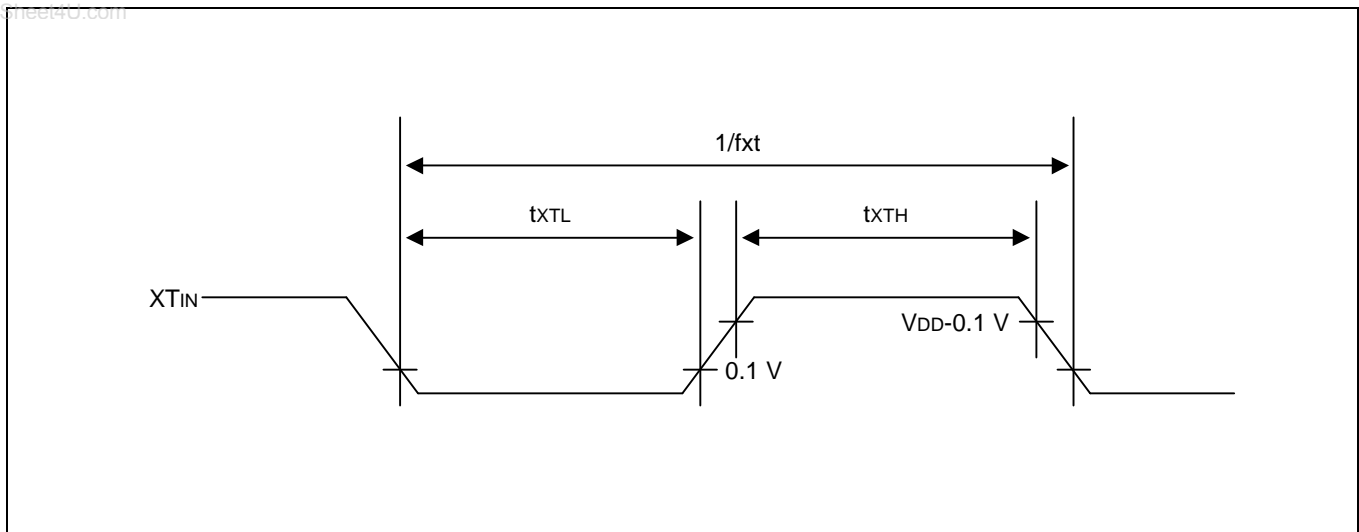 Sheet4U.com
1/fxt
tXTL
tXTH
XTIN
VDD-0.1 V
0.1 V